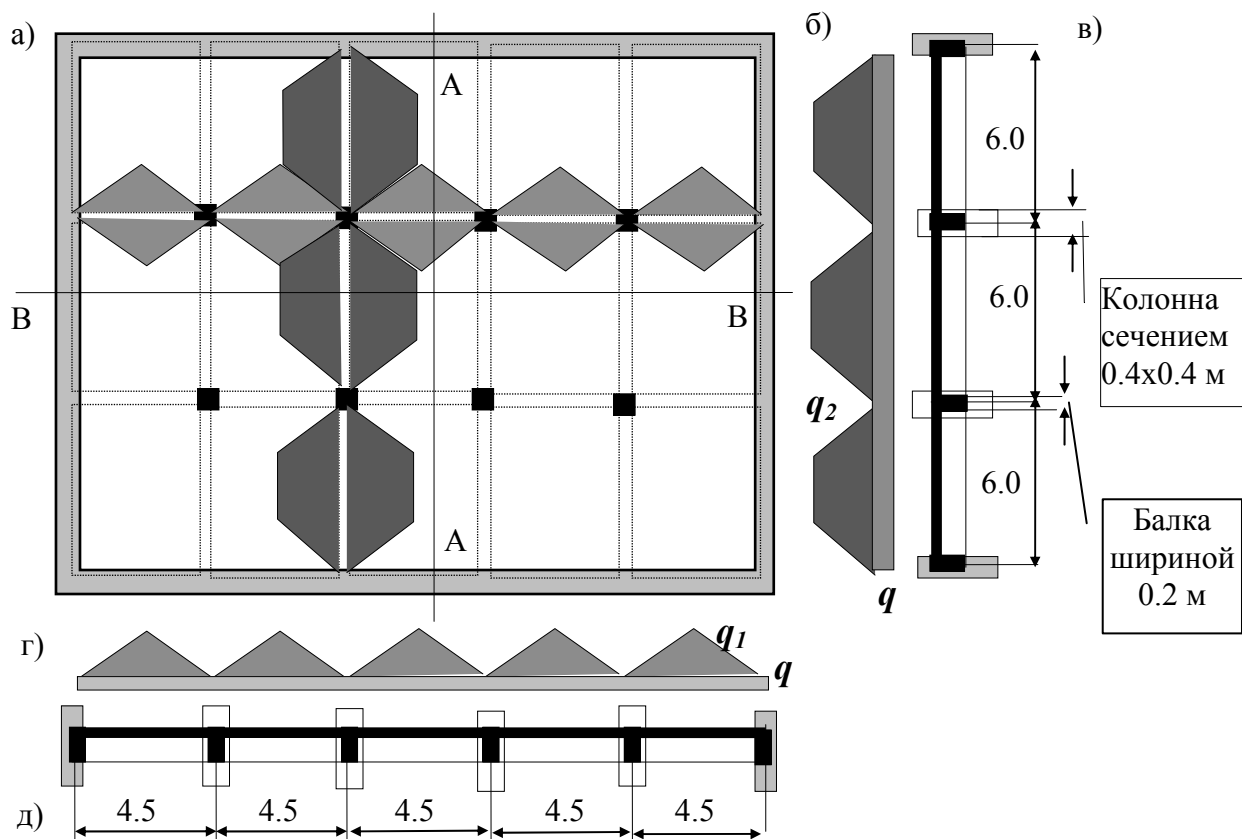 а)
A
B
B
A
б)
q₂
q
в)
6.0
6.0
6.0
Колонна
сечением
0.4x0.4 м
Балка
шириной
0.2 м
г)
q₁
q
д)
4.5
4.5
4.5
4.5
4.5